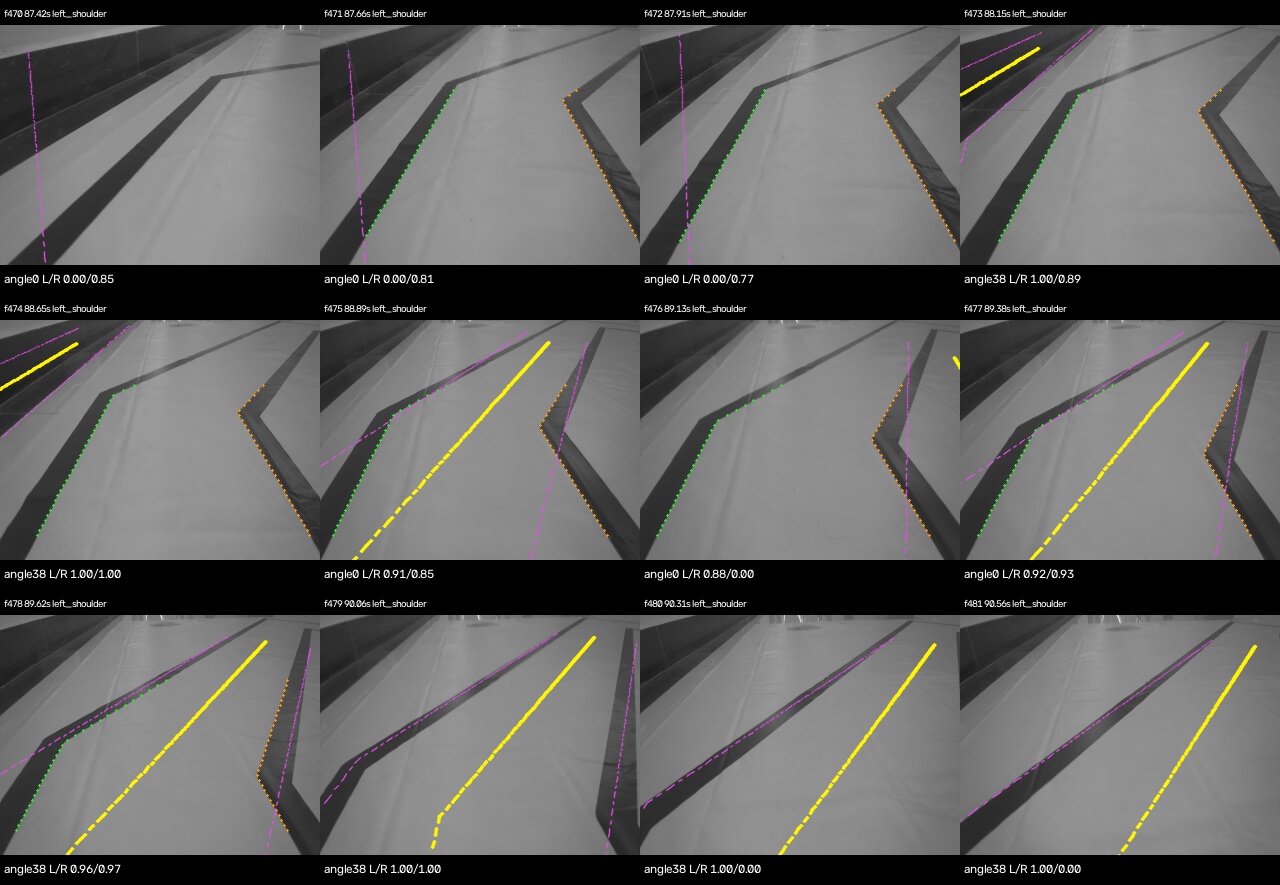 f470 87.42s left_shoulder
f471 87.66s left_shoulder
f472 87.91s left_shoulder
f473 88.15s left_shoulder
angle0 L/R 0.00/0.85
angle0 L/R 0.00/0.81
angle0 L/R 0.00/0.77
angle38 L/R 1.00/0.89
f474 88.65s left_shoulder
f475 88.89s left_shoulder
f476 89.13s left_shoulder
f477 89.38s left_shoulder
angle38 L/R 1.00/1.00
angle0 L/R 0.91/0.85
angle0 L/R 0.88/0.00
angle0 L/R 0.92/0.93
f478 89.62s left_shoulder
f479 90.06s left_shoulder
f480 90.31s left_shoulder
f481 90.56s left_shoulder
angle38 L/R 0.96/0.97
angle38 L/R 1.00/1.00
angle38 L/R 1.00/0.00
angle38 L/R 1.00/0.00